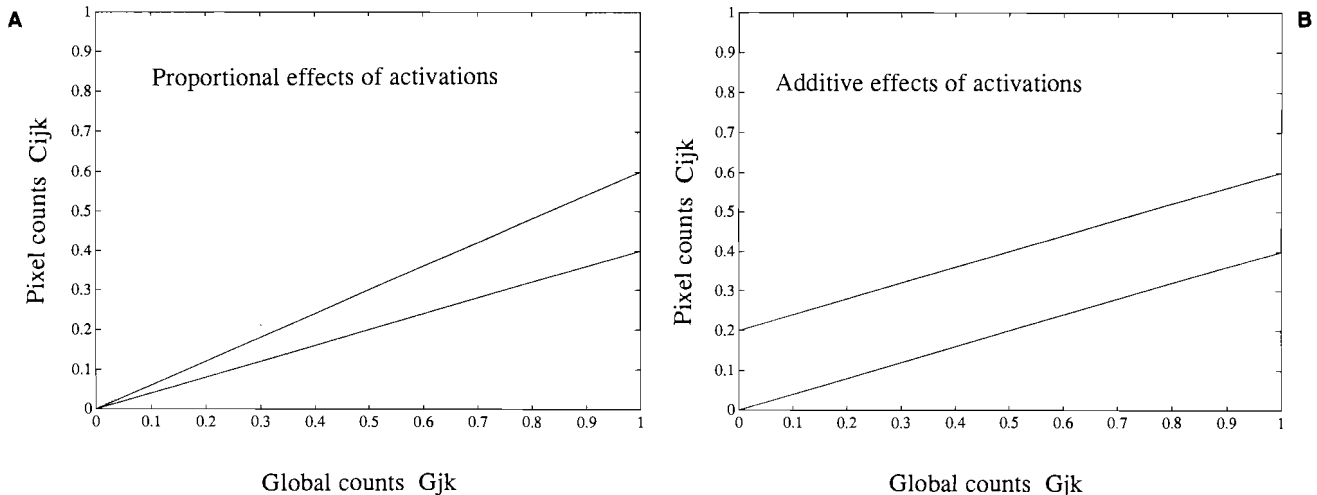 A
Proportional effects of activations
Pixel counts Cijk
1
0.9
0.8
0.7
0.6
0.5
0.4
0.3
0.2
0.1
0
0 0.1 0.2 0.3 0.4 0.5 0.6 0.7 0.8 0.9 1
Global counts Gjk
B
Additive effects of activations
Pixel counts Cijk
1
0.9
0.8
0.7
0.6
0.5
0.4
0.3
0.2
0.1
0
0 0.1 0.2 0.3 0.4 0.5 0.6 0.7 0.8 0.9 1
Global counts Gjk